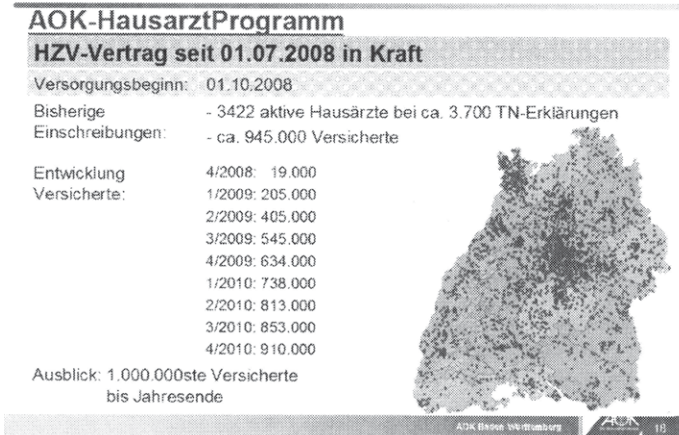 AOK-HausarztProgramm
HZV-Vertrag seit 01.07.2008 in Kraft
Versorgungsbeginn: 01.10.2008
Bisherige - 3422 aktive Hausärzte bei ca. 3.700 TN-Erklärungen
Einschreibungen: - ca. 945.000 Versicherte
Entwicklung 4/2008: 19.000
Versicherte: 1/2009: 205.000
2/2009: 405.000
3/2009: 545.000
4/2009: 634.000
1/2010: 738.000
2/2010: 813.000
3/2010: 853.000
4/2010: 910.000
Ausblick: 1.000.000ste Versicherte
bis Jahresende
AOK Baden Württemberg AOK 16